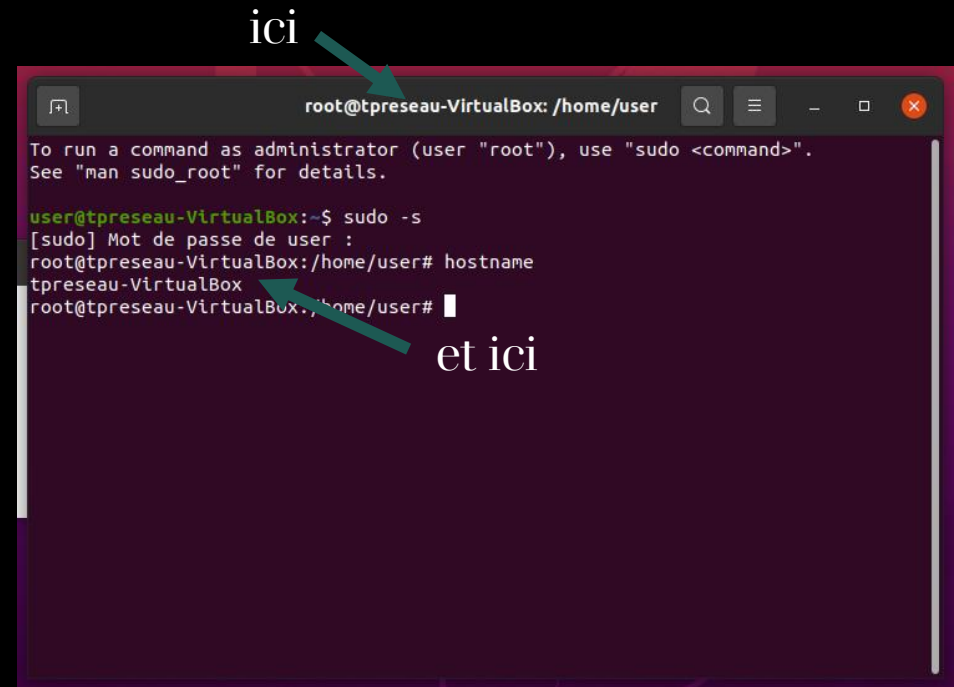 ici
root@tpreseau-VirtualBox: /home/user
To run a command as administrator (user "root"), use "sudo <command>".
See "man sudo_root" for details.
user@tpreseau-VirtualBox:~$ sudo -s
[sudo] Mot de passe de user :
root@tpreseau-VirtualBox:/home/user# hostname
tpreseau-VirtualBox
root@tpreseau-VirtualBox:/home/user#
et ici